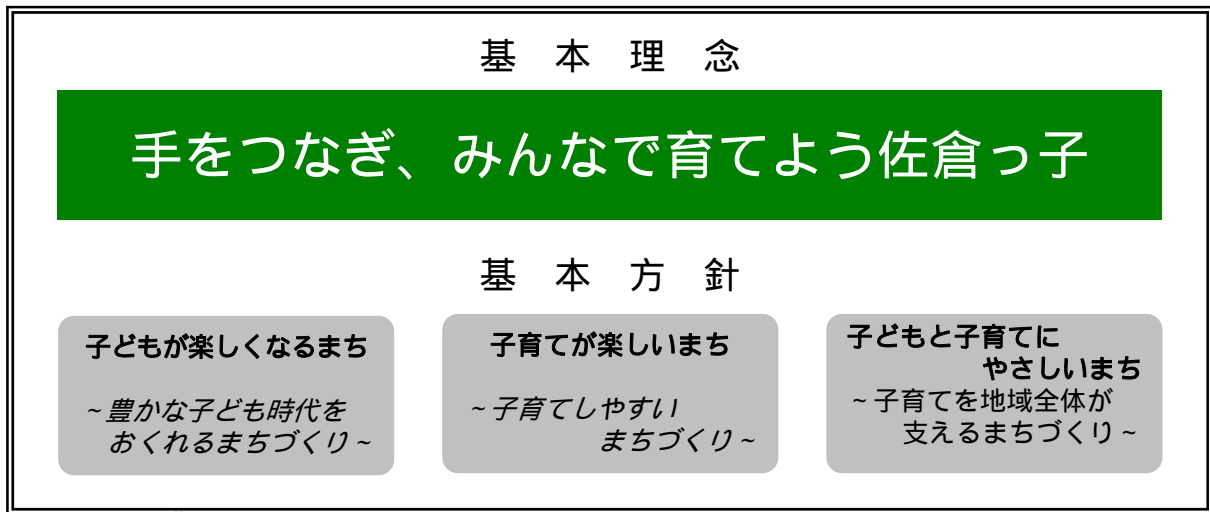 基本理念
手をつなぎ、みんなで育てよう佐倉っ子
基本方針
子どもが楽しくなるまち
~豊かな子ども時代を
おくれるまちづくり~
子育てが楽しいまち
~子育てしやすい
まちづくり~
子どもと子育てに
やさしいまち
~子育てを地域全体が
支えるまちづくり~